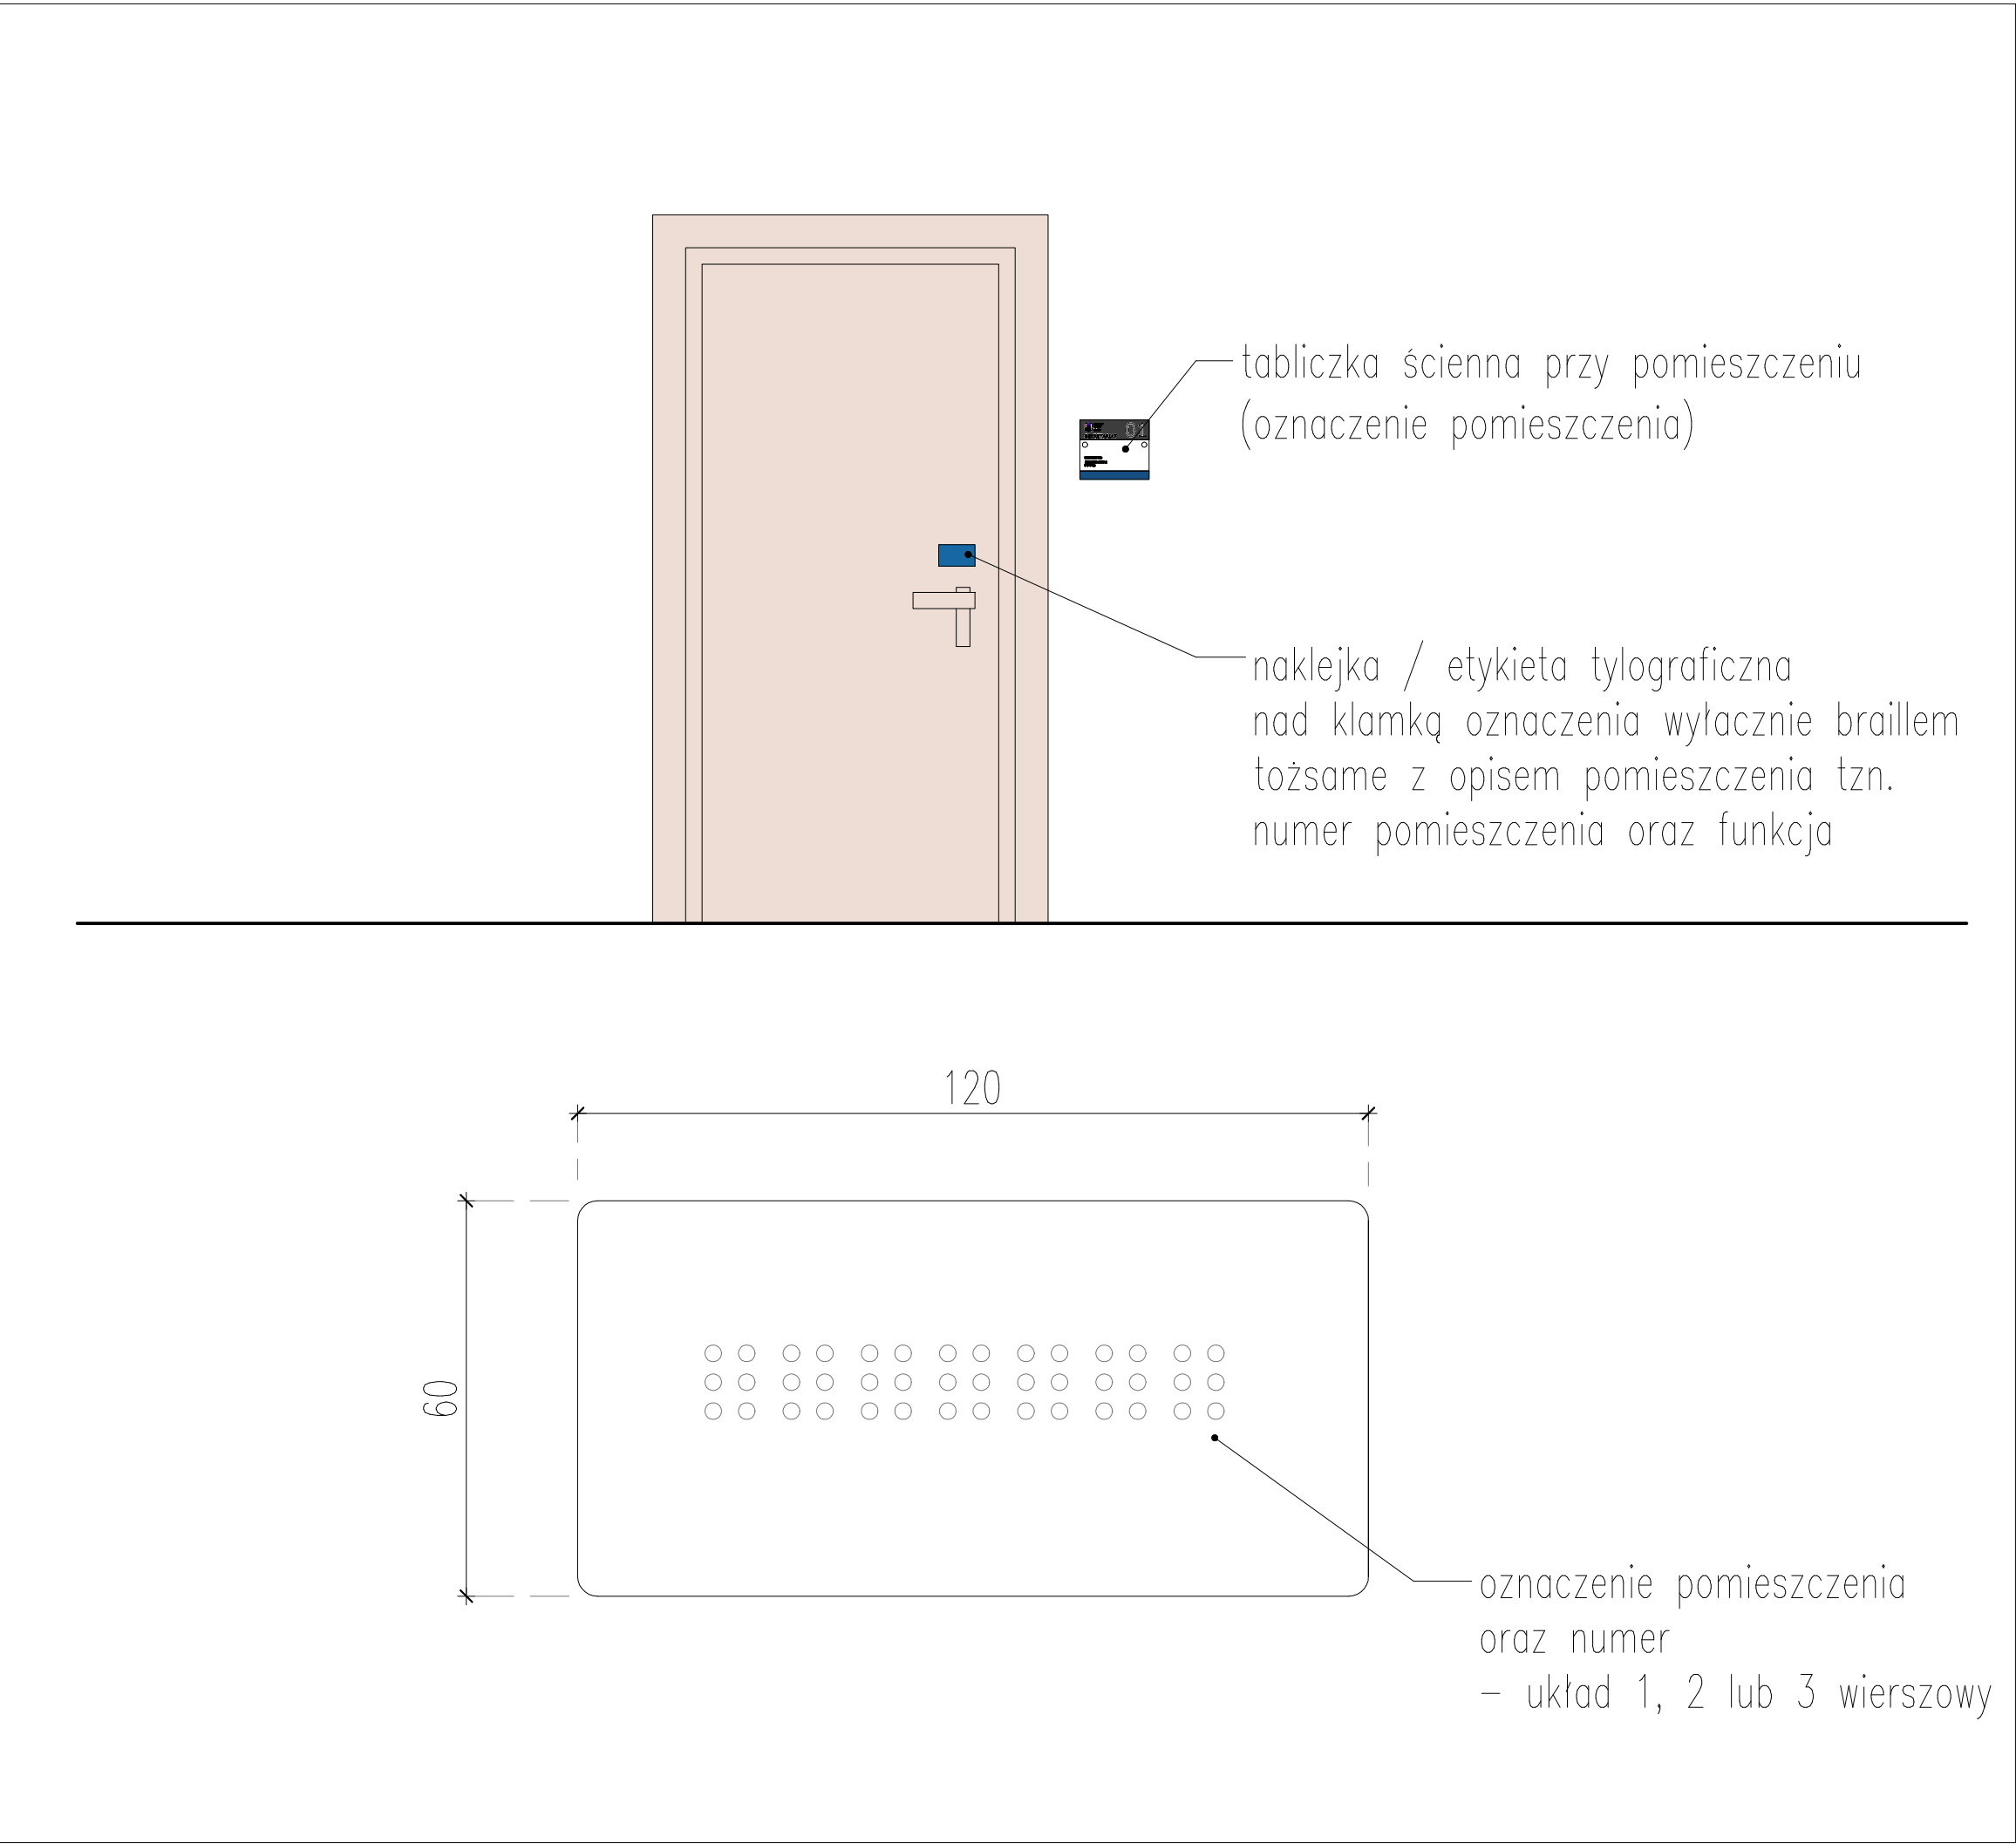 tabliczka ścienna przy pomieszczeniu
(oznaczenie pomieszczenia)
01
naklejka / etykieta tylograficzna
nad klamką oznaczenia wyłacznie braillem
tożsame z opisem pomieszczenia tzn.
numer pomieszczenia oraz funkcja
120
60
oznaczenie pomieszczenia
oraz numer
– układ 1, 2 lub 3 wierszowy